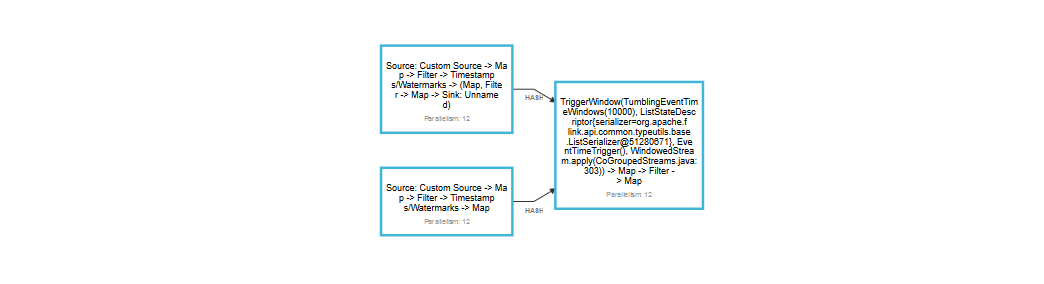 Source: Custom Source -> Ma
p -> Filter -> Timestamp
s/Watermarks -> (Map, Filte
r -> Map -> Sink: Unname
d)
Parallelism: 12
HASH
TriggerWindow(TumblingEventTim
eWindows(10000), ListStateDesc
riptor{serializer=org.apache.f
link.api.common.typeutils.base
.ListSerializer@51280671}, Eve
ntTimeTrigger(), WindowedStrea
m.apply(CoGroupedStreams.java:
303)) -> Map -> Filter -
> Map
Parallelism: 12
Source: Custom Source -> Ma
p -> Filter -> Timestamp
s/Watermarks -> Map
Parallelism: 12
HASH